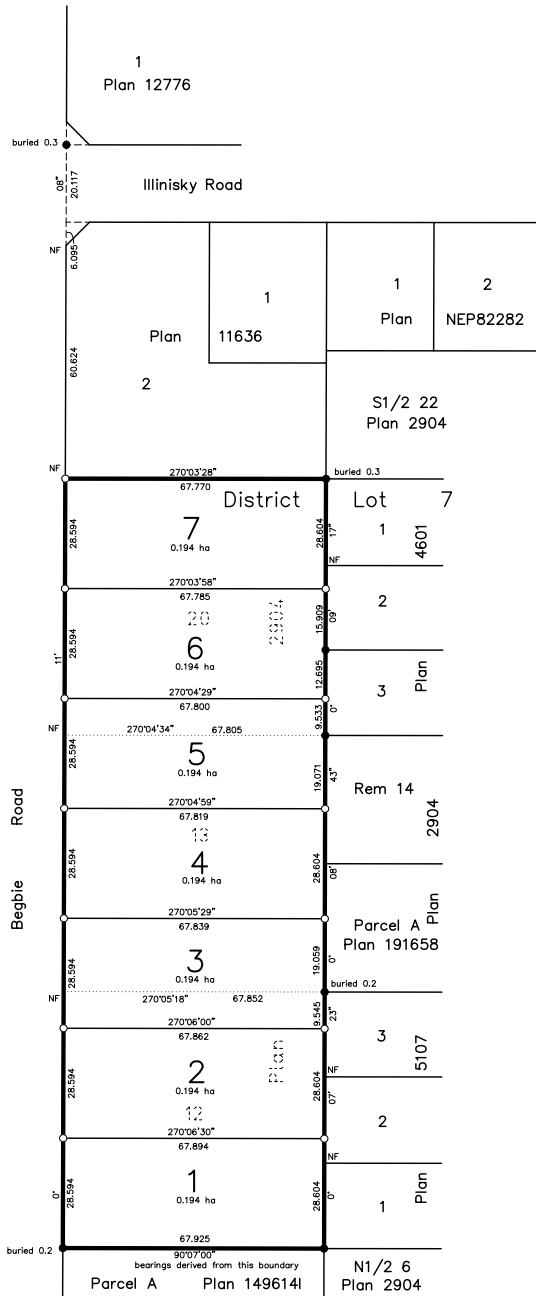 1
Plan 12776
buried 0.3
08"
20.117
Illinisky Road
NF
6.095
1
1
2
Plan
11636
Plan
NEP82282
60.624
2
S1/2 22
Plan 2904
NF
270°03'28"
buried 0.3
67.770
District Lot 7
28.594
7
0.194 ha
28.604
17"
1
4601
NF
270°03'58"
67.785
2
20
2904
15.909
09'
28.594
6
0.194 ha
11'
12.695
3
Plan
270°04'29"
67.800
9.533
0°
NF
270°04'34"
67.805
28.594
5
0.194 ha
19.071
43"
Rem 14
2904
270°04'59"
67.819
13
Begbie Road
28.594
4
0.194 ha
28.604
08'
270°05'29"
67.839
Parcel A
Plan 191658
Plan
28.594
3
0.194 ha
19.059
0°
buried 0.2
NF
270°05'18"
67.852
9.545
23"
270°06'00"
67.862
3
5107
28.594
2
0.194 ha
Plan
28.604
07'
NF
12
2
270°06'30"
67.894
NF
0°
28.594
1
0.194 ha
28.604
0°
1
Plan
67.925
buried 0.2
90°07'00"
bearings derived from this boundary
Parcel A Plan 149614I
N1/2 6
Plan 2904